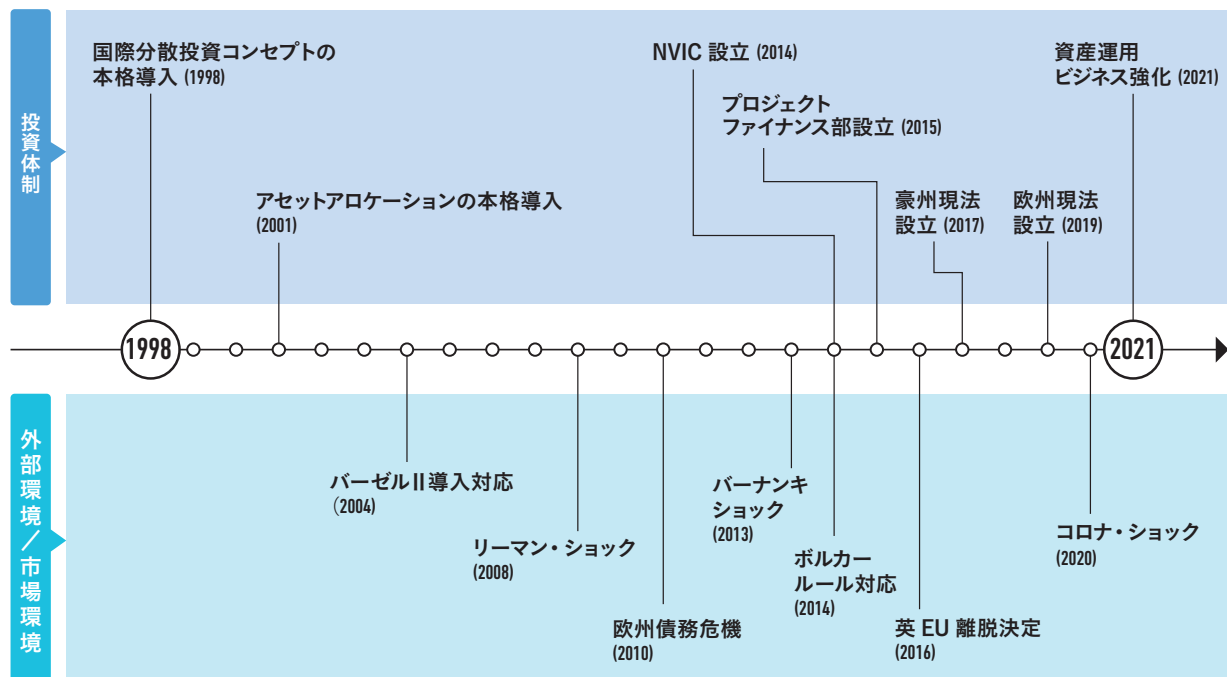 投資体制
国際分散投資コンセプトの
本格導入 (1998)
アセットアロケーションの本格導入
(2001)
NVIC 設立 (2014)
プロジェクト
ファイナンス部設立 (2015)
豪州現法
設立 (2017)
欧州現法
設立 (2019)
資産運用
ビジネス強化 (2021)
1998
2021
外部環境／市場環境
バーゼルⅡ導入対応
（2004)
リーマン・ショック
(2008)
欧州債務危機
(2010)
バーナンキ
ショック
(2013)
ボルカー
ルール対応
(2014)
英 EU 離脱決定
(2016)
コロナ・ショック
(2020)